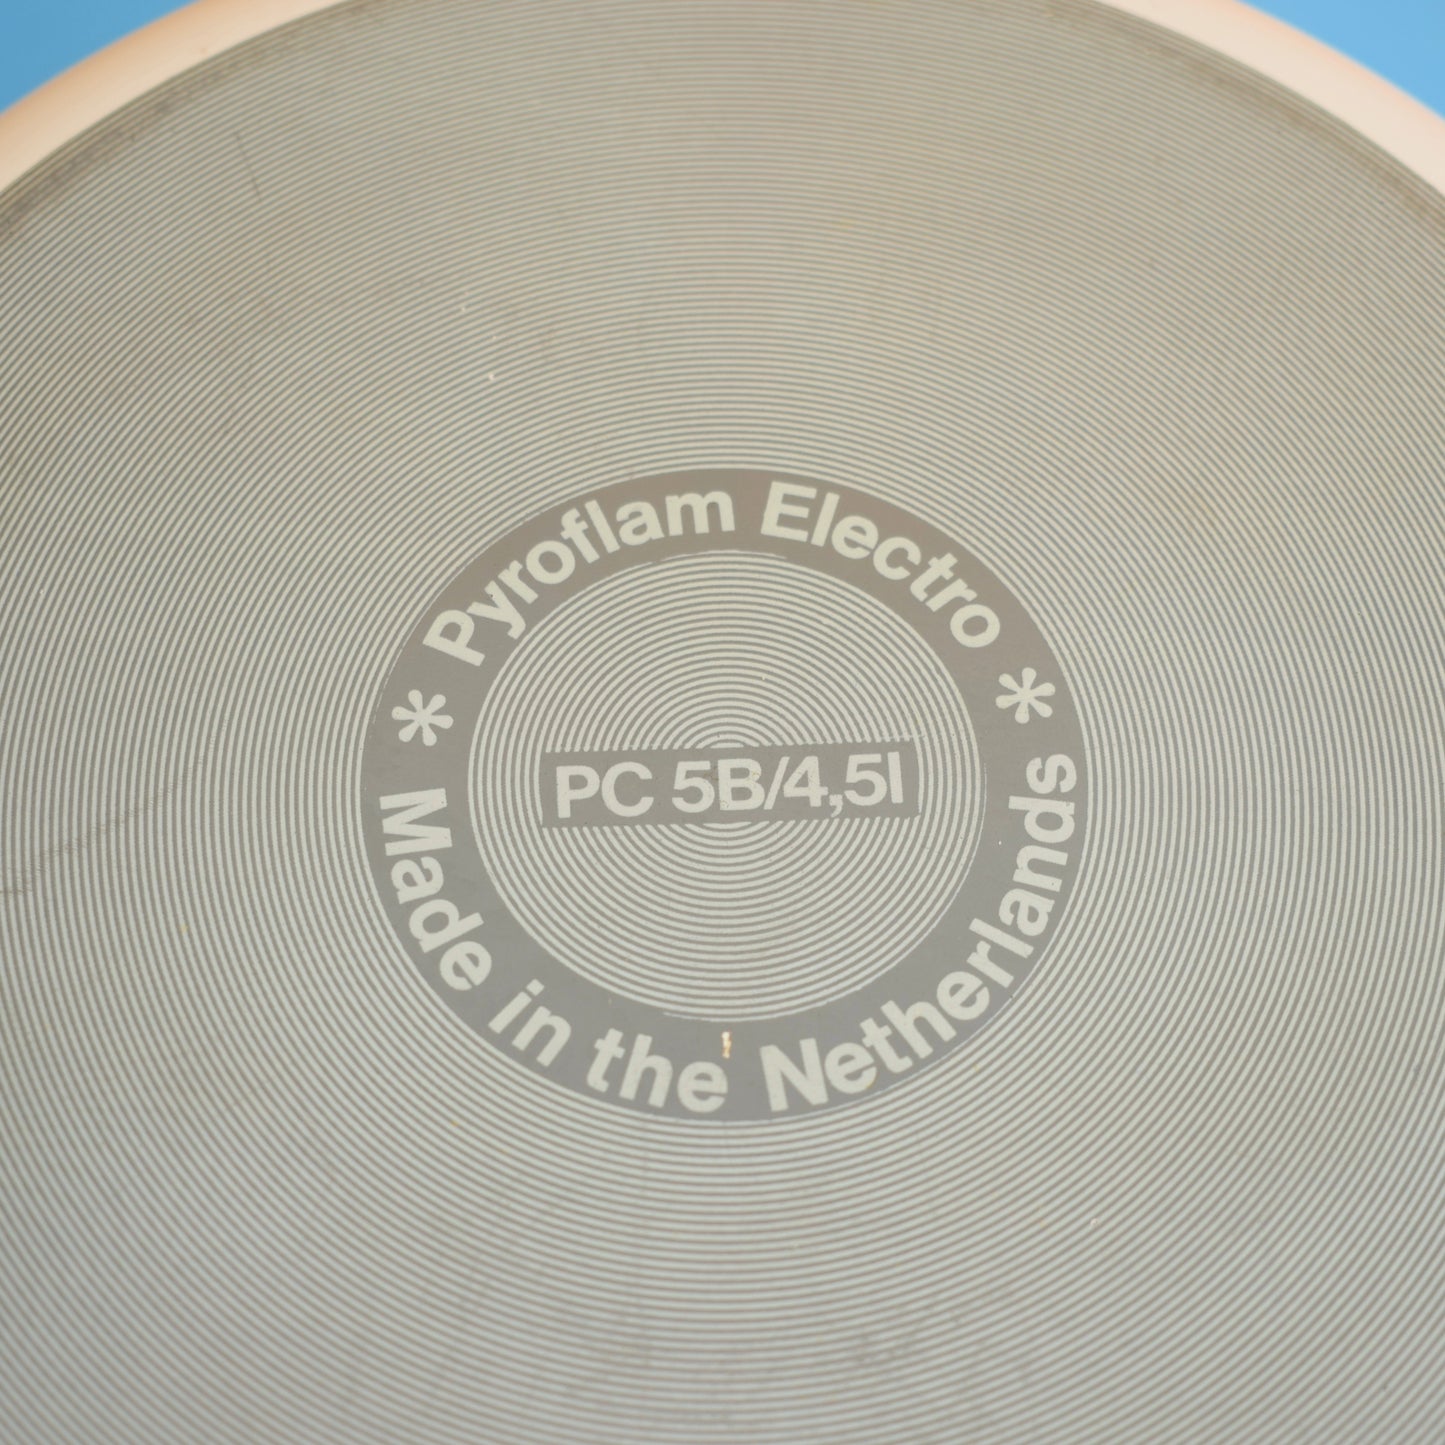 * Pyroflam Electro *
PC 5B/4,5l
Made in the Netherlands